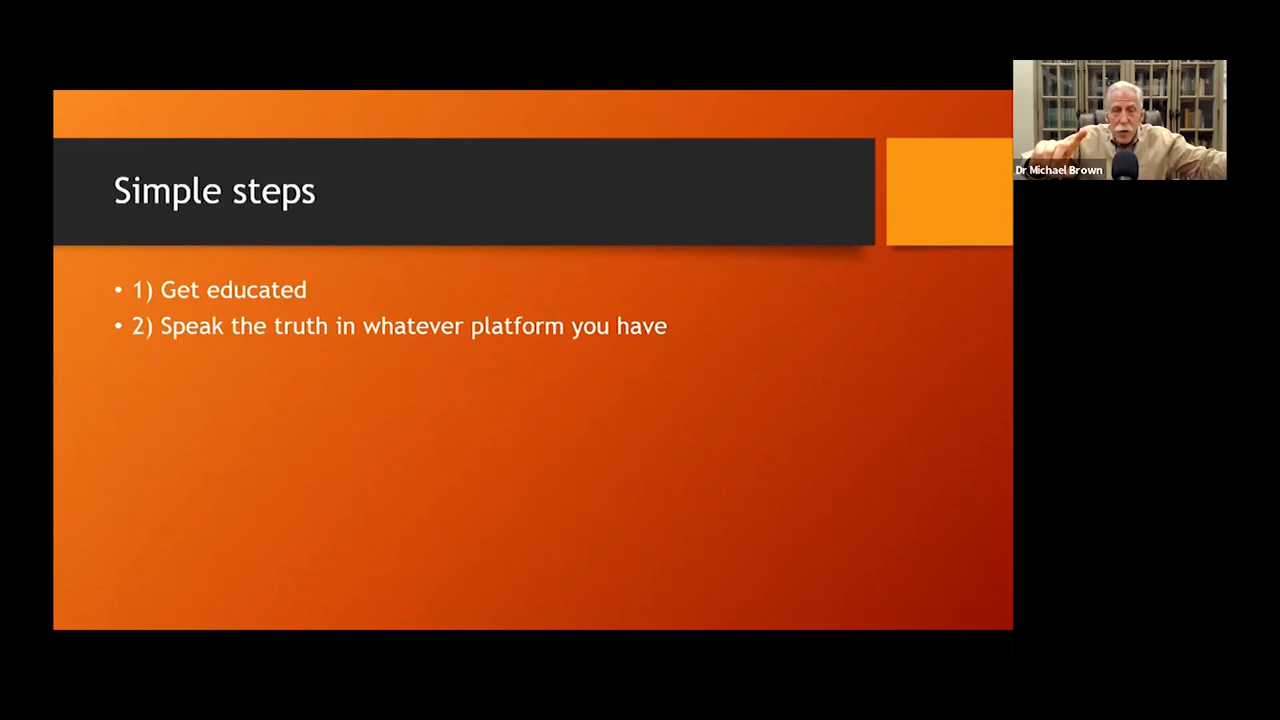 Simple steps
• 1) Get educated
• 2) Speak the truth in whatever platform you have
Dr Michael Brown